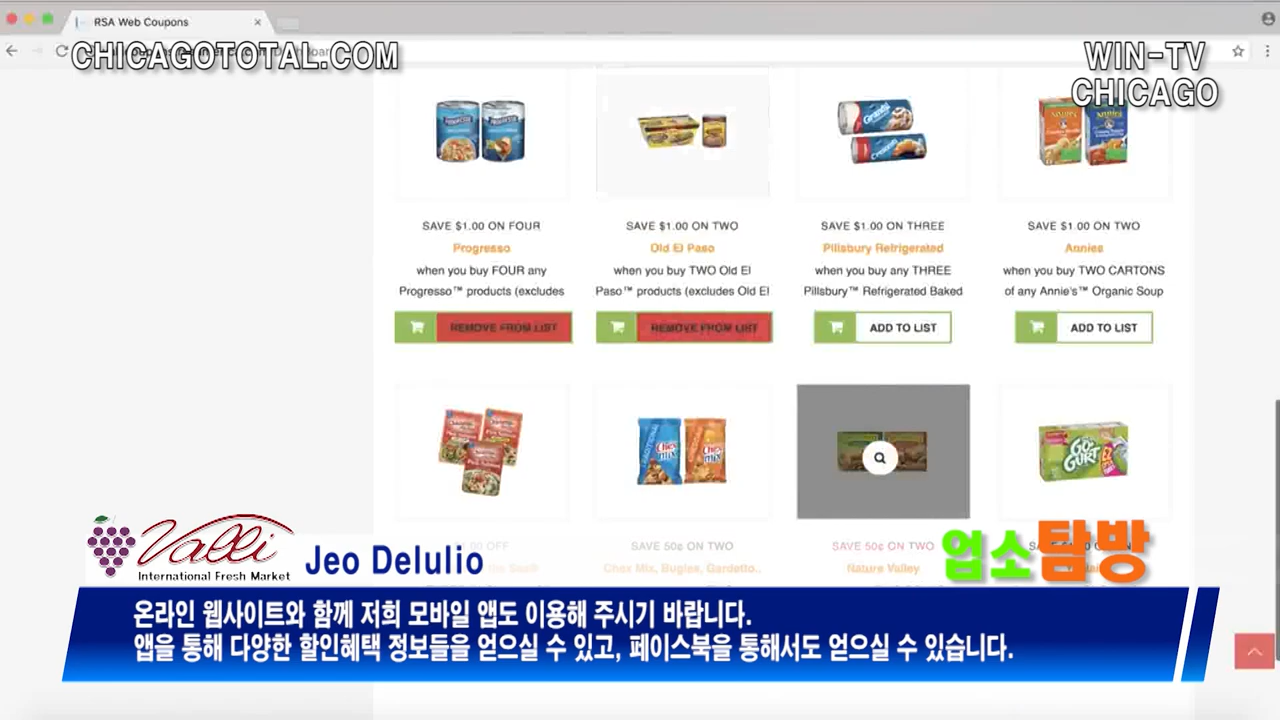 RSA Web Coupons
CHICAGOTOTAL.COM
WIN-TV
CHICAGO
SAVE $1.00 ON FOUR
Progresso
when you buy FOUR any
Progresso™ products (excludes
REMOVE FROM LIST
SAVE $1.00 ON TWO
Old El Paso
when you buy TWO Old El
Paso™ products (excludes Old El
REMOVE FROM LIST
SAVE $1.00 ON THREE
Pillsbury Refrigerated
when you buy any THREE
Pillsbury™ Refrigerated Baked
ADD TO LIST
SAVE $1.00 ON TWO
Annies
when you buy TWO CARTONS
of any Annie's™ Organic Soup
ADD TO LIST
Chex mix
GO-GURT
SAVE 50¢ ON TWO
Chex Mix, Bugles, Gardetto..
SAVE 50¢ ON TWO
Nature Valley
Valli
International Fresh Market
Jeo Delulio
업소탐방
온라인 웹사이트와 함께 저희 모바일 앱도 이용해 주시기 바랍니다.
앱을 통해 다양한 할인혜택 정보들을 얻으실 수 있고, 페이스북을 통해서도 얻으실 수 있습니다.